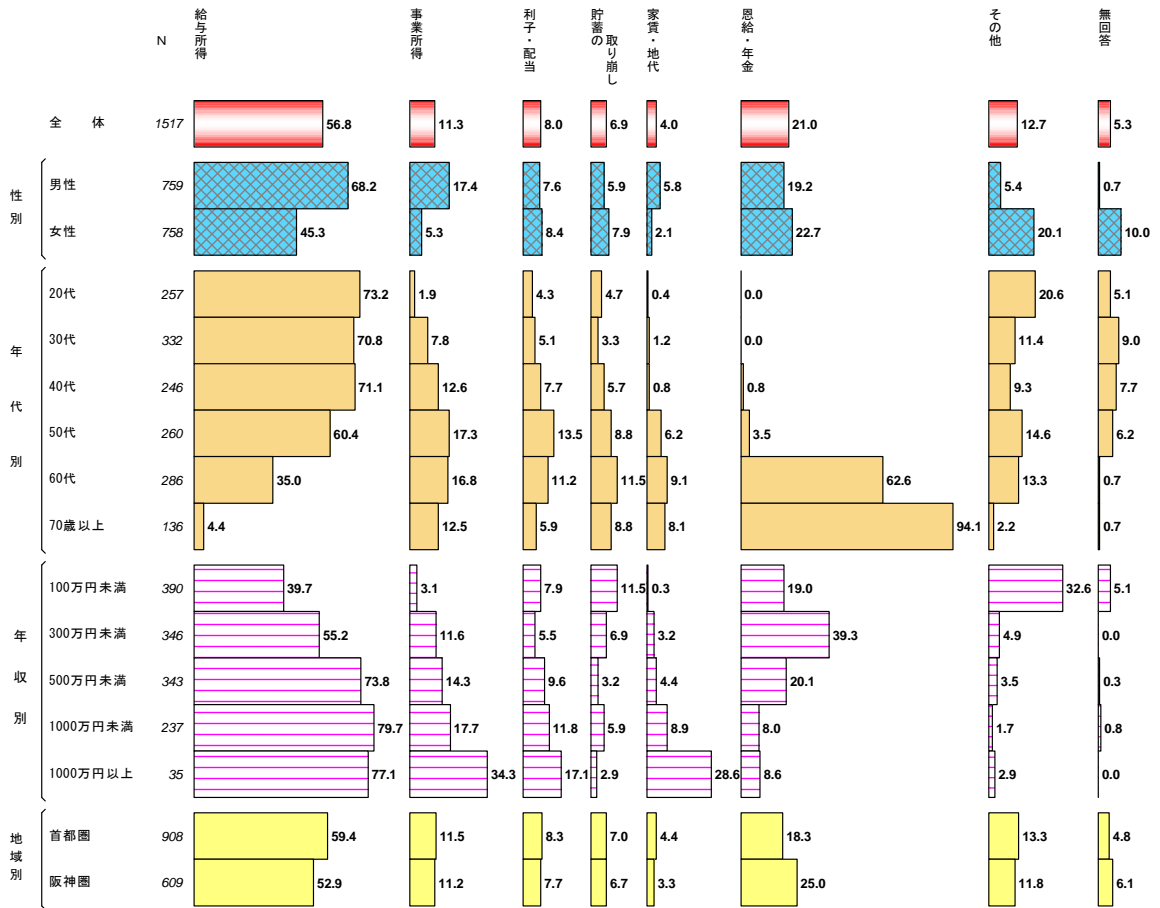 N 給与所得 事業所得 利子・配当 貯蓄の取り崩し 家賃・地代 恩給・年金 その他 無回答
全 体 1517 56.8 11.3 8.0 6.9 4.0 21.0 12.7 5.3
性別
男性 759 68.2 17.4 7.6 5.9 5.8 19.2 5.4 0.7
女性 758 45.3 5.3 8.4 7.9 2.1 22.7 20.1 10.0
年代別
20代 257 73.2 1.9 4.3 4.7 0.4 0.0 20.6 5.1
30代 332 70.8 7.8 5.1 3.3 1.2 0.0 11.4 9.0
40代 246 71.1 12.6 7.7 5.7 0.8 0.8 9.3 7.7
50代 260 60.4 17.3 13.5 8.8 6.2 3.5 14.6 6.2
60代 286 35.0 16.8 11.2 11.5 9.1 62.6 13.3 0.7
70歳以上 136 4.4 12.5 5.9 8.8 8.1 94.1 2.2 0.7
年収別
100万円未満 390 39.7 3.1 7.9 11.5 0.3 19.0 32.6 5.1
300万円未満 346 55.2 11.6 5.5 6.9 3.2 39.3 4.9 0.0
500万円未満 343 73.8 14.3 9.6 3.2 4.4 20.1 3.5 0.3
1000万円未満 237 79.7 17.7 11.8 5.9 8.9 8.0 1.7 0.8
1000万円以上 35 77.1 34.3 17.1 2.9 28.6 8.6 2.9 0.0
地域別
首都圏 908 59.4 11.5 8.3 7.0 4.4 18.3 13.3 4.8
阪神圏 609 52.9 11.2 7.7 6.7 3.3 25.0 11.8 6.1